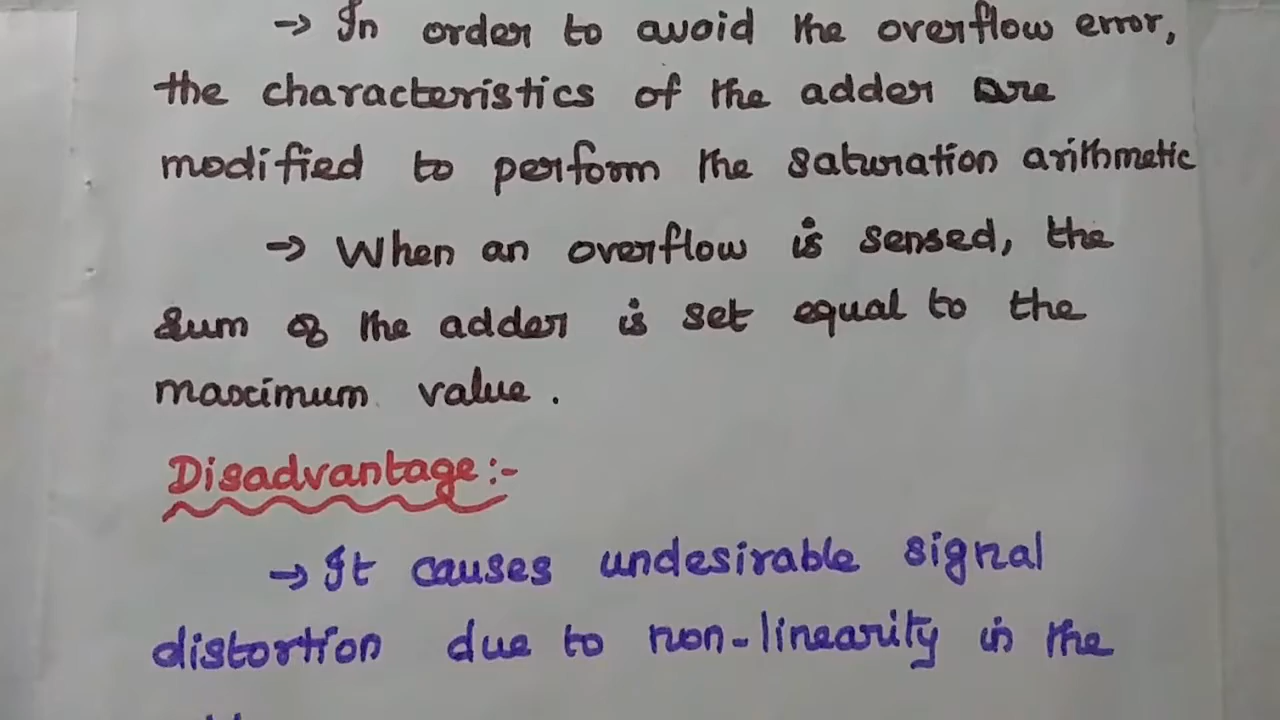 → In order to avoid the overflow error,
the characteristics of the adder are
modified to perform the saturation arithmetic
→ When an overflow is sensed, the
sum of the adder is set equal to the
maximum value.
Disadvantage:-
→ It causes undesirable signal
distortion due to non-linearity in the